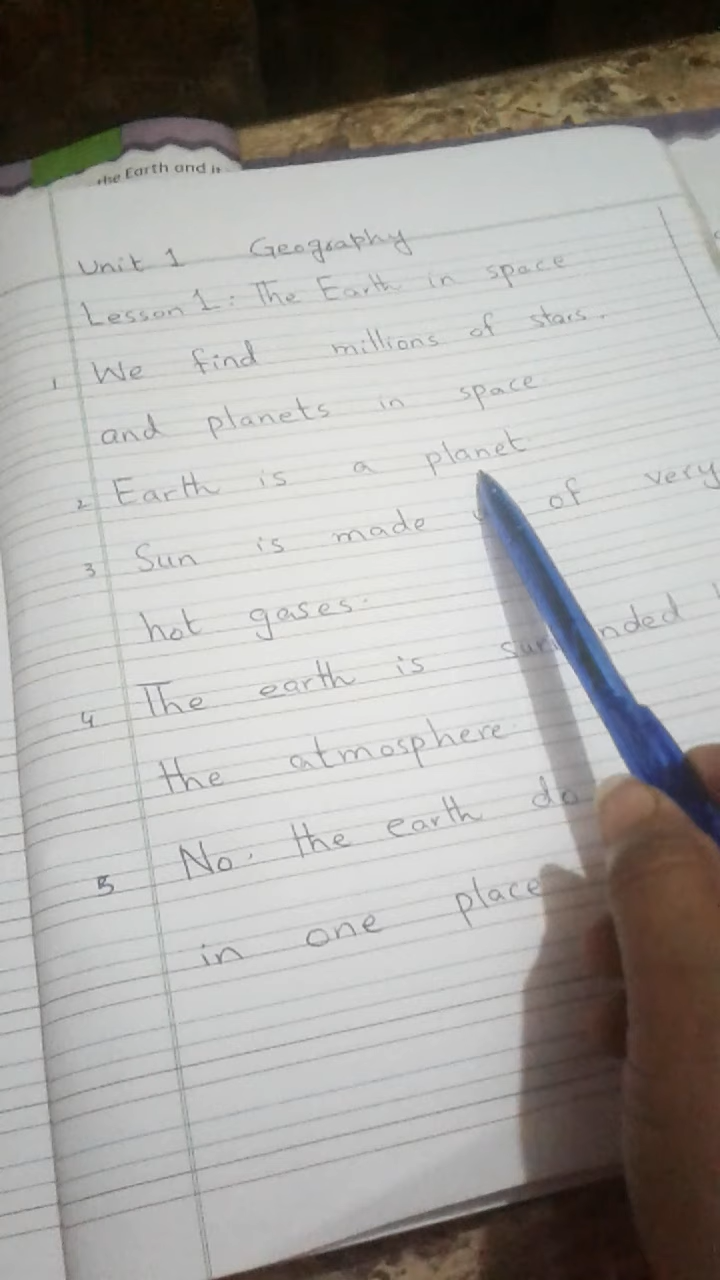 the Earth and
Unit 1 Geography
Lesson 1: The Earth in space
1 We find millions of stars.
and planets in space
2 Earth is a planet
3 Sun is made of very
hot gases.
4 The earth is
the atmosphere
5 No. the earth do
in one place